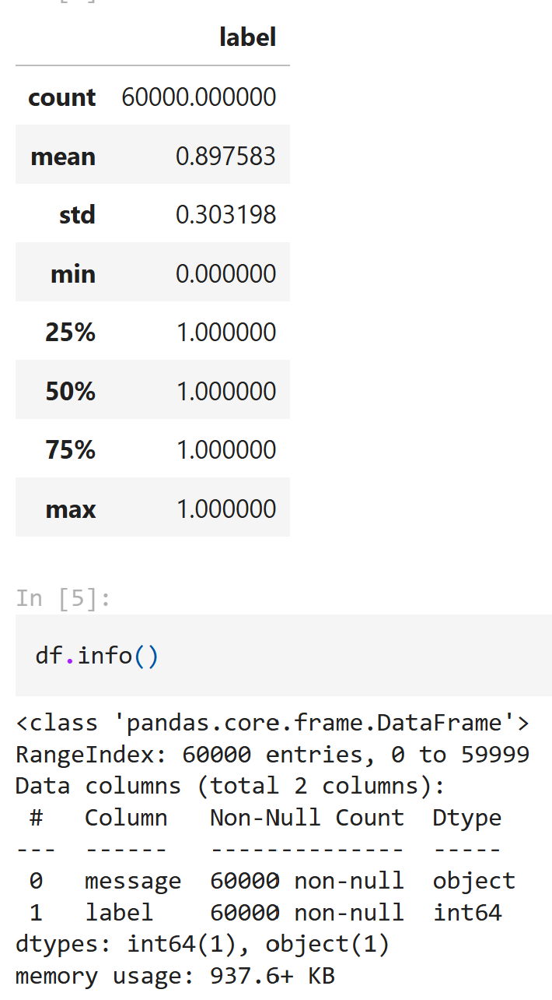 label
count 60000.000000
mean 0.897583
std 0.303198
min 0.000000
25% 1.000000
50% 1.000000
75% 1.000000
max 1.000000
In [5]:
df.info()
<class 'pandas.core.frame.DataFrame'>
RangeIndex: 60000 entries, 0 to 59999
Data columns (total 2 columns):
 #   Column   Non-Null Count  Dtype
---  ------   --------------  -----
 0   message  60000 non-null  object
 1   label    60000 non-null  int64
dtypes: int64(1), object(1)
memory usage: 937.6+ KB